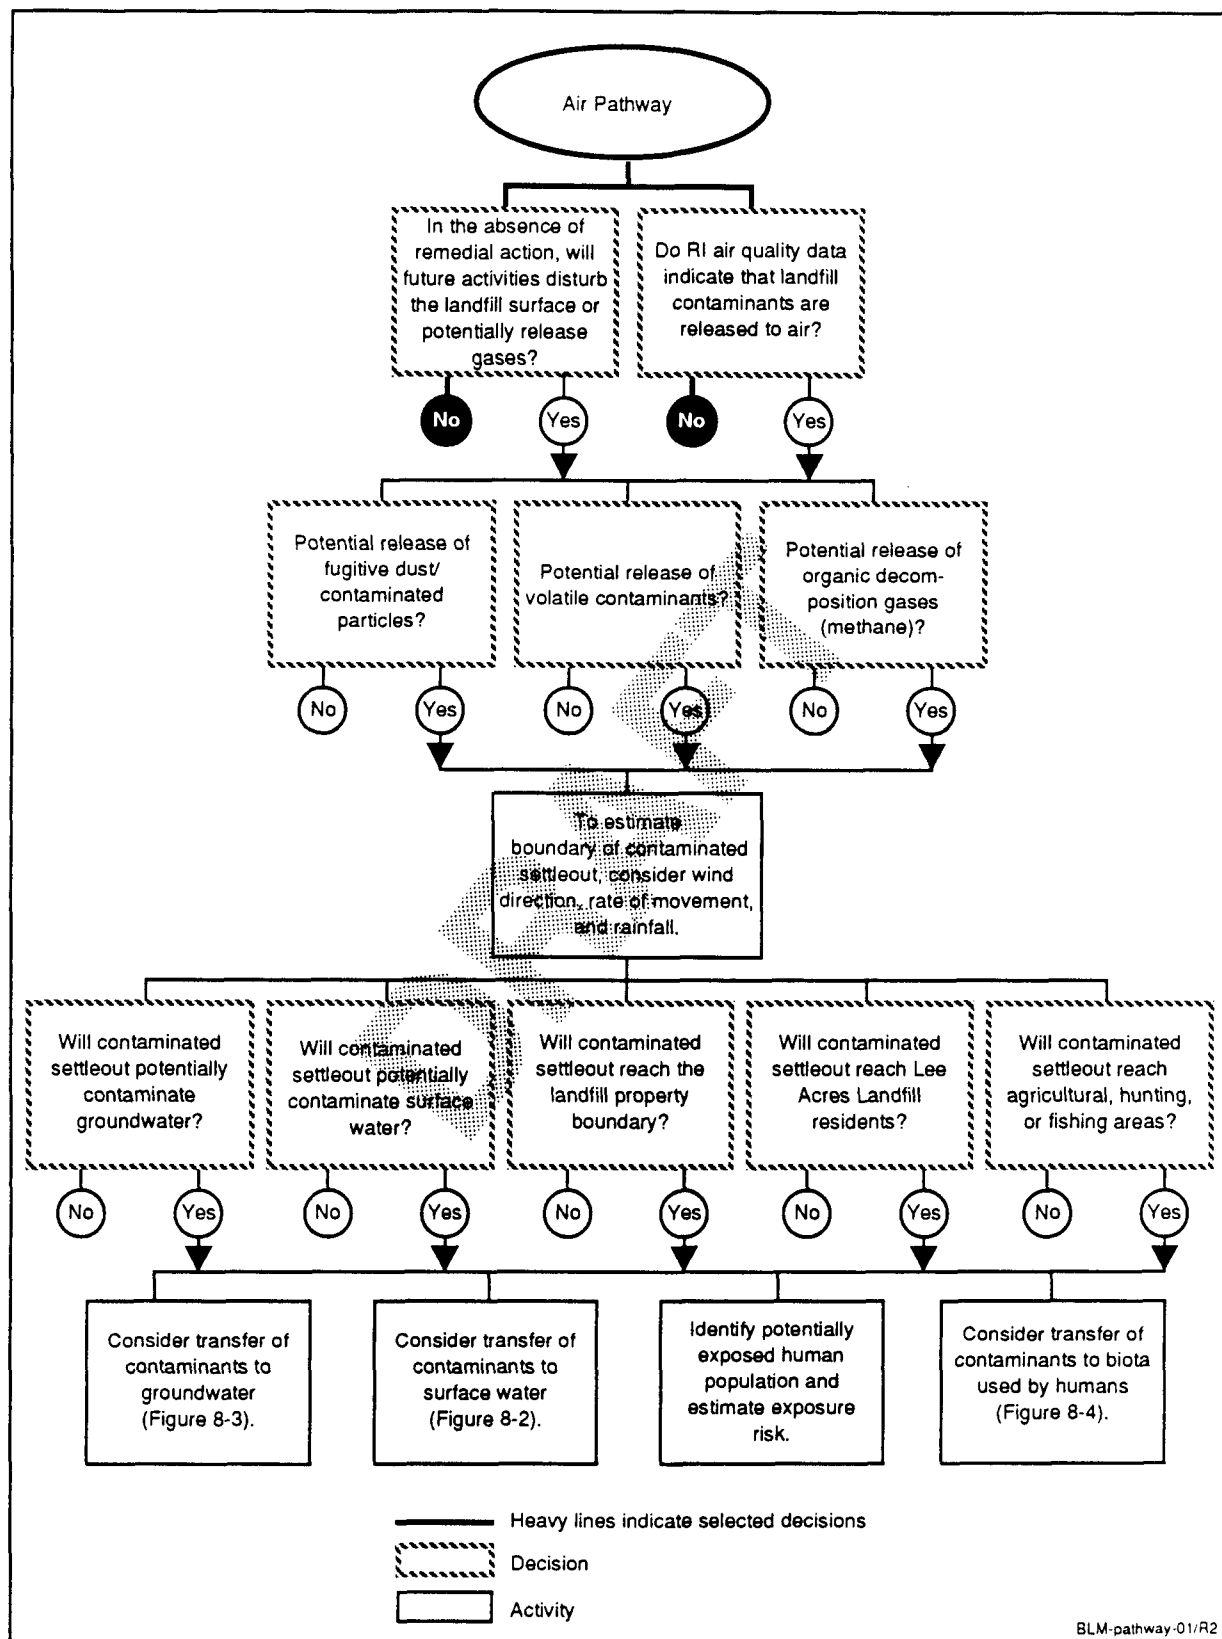 Air Pathway
In the absence of
remedial action, will
future activities disturb
the landfill surface or
potentially release
gases?
Do RI air quality data
indicate that landfill
contaminants are
released to air?
No
Yes
No
Yes
Potential release of
fugitive dust/
contaminated
particles?
Potential release of
volatile contaminants?
Potential release of
organic decom-
position gases
(methane)?
No
Yes
No
Yes
No
Yes
To estimate
boundary of contaminated
settleout, consider wind
direction, rate of movement,
and rainfall.
Will contaminated
settleout potentially
contaminate
groundwater?
Will contaminated
settleout potentially
contaminate surface
water?
Will contaminated
settleout reach the
landfill property
boundary?
Will contaminated
settleout reach Lee
Acres Landfill
residents?
Will contaminated
settleout reach
agricultural, hunting,
or fishing areas?
No
Yes
No
Yes
No
Yes
No
Yes
No
Yes
Consider transfer of
contaminants to
groundwater
(Figure 8-3).
Consider transfer of
contaminants to
surface water
(Figure 8-2).
Identify potentially
exposed human
population and
estimate exposure
risk.
Consider transfer of
contaminants to biota
used by humans
(Figure 8-4).
Heavy lines indicate selected decisions
Decision
Activity
BLM-pathway-01/R2
DRAFT